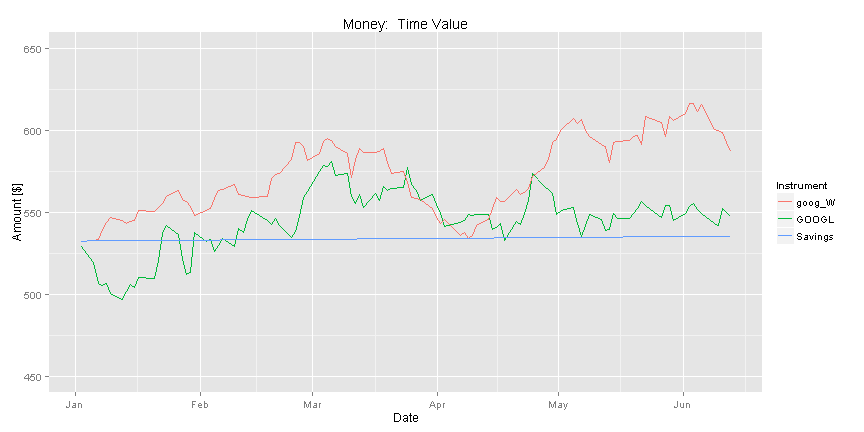 Money:  Time Value
650
600
550
500
450
Amount [$]
Jan Feb Mar Apr May Jun
Date
Instrument
goog_W
GOOGL
Savings